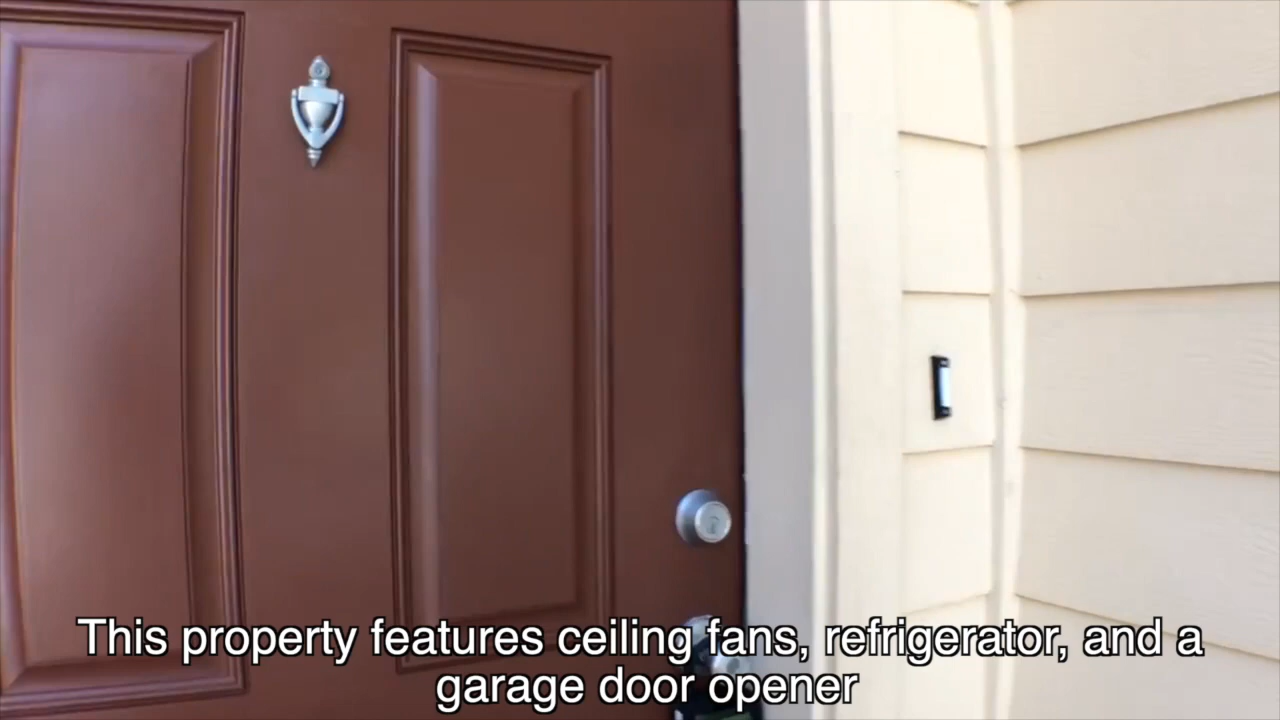 This property features ceiling fans, refrigerator, and a
garage door opener